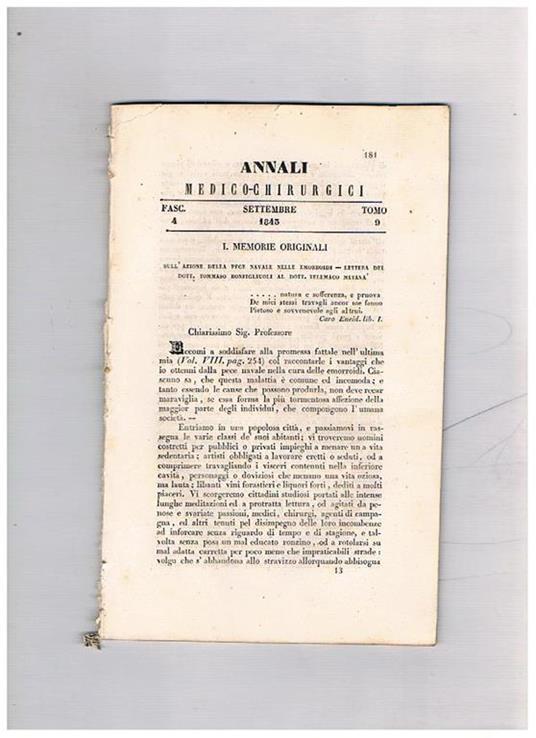 181
ANNALI
MEDICO-CHIRURGICI
FASC. SETTEMBRE TOMO
4 1843 9
I. MEMORIE ORIGINALI
SULL' AZIONE DELLA PECE NAVALE NELLE EMORROIDI — LETTERA DEL
DOTT. TOMMASO BONFIGLIUOLI AL DOTT. TELEMACO METAXA'
. . . . . natura e sofferenza, e pruova
De miei stessi travagli ancor me fanno
Pietoso e sovvenevole agli altrui.
Caro Eneid. lib. I.
Chiarissimo Sig. Professore
Eccomi a soddisfare alla promessa fattale nell' ultima
mia (Vol. VIII. pag. 254) col raccontarle i vantaggi che
io ottenni dalla pece navale nella cura delle emorroidi. Cia-
scuno sa, che questa malattia è comune ed incomoda; e
tanto essendo le cause che possono produrla, non deve recar
maraviglia, se essa forma la più tormentosa affezione della
maggior parte degli individui, che compongono l' umana
società. —
Entriamo in una popolosa città, e passiamovi in ras-
segna le varie classi de' suoi abitanti; vi troveremo uomini
costretti per pubblici o privati impieghi a menare una vita
sedentaria; artisti obbligati a lavorare eretti o seduti, od a
comprimere travagliando i visceri contenuti nella inferiore
cavità, personaggi o doviziosi che menano una vita oziosa,
ma lauta; libanti vini forastieri e liquori forti, dediti a molti
piaceri. Vi scorgeremo cittadini studiosi portati alle intense
lunghe meditazioni ed a protratta lettura, od agitati da pe-
nose e svariate passioni, medici, chirurgi, agenti di campa-
gna, ed altri tenuti pel disimpegno delle loro incombenze
ad inforcare senza riguardo di tempo e di stagione, e tal-
volta senza posa un mal educato ronzino, od a rotolarsi su
mal adatta carretta per poco meno che impraticabili strade:
volgo che s' abbandona allo stravizzo allorquando abbisogna
13